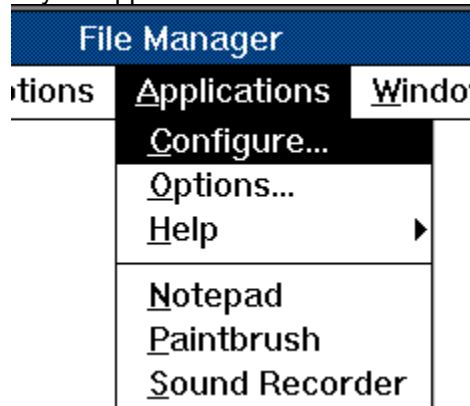 File Manager
Applications
Configure...
Options...
Help
Notepad
Paintbrush
Sound Recorder